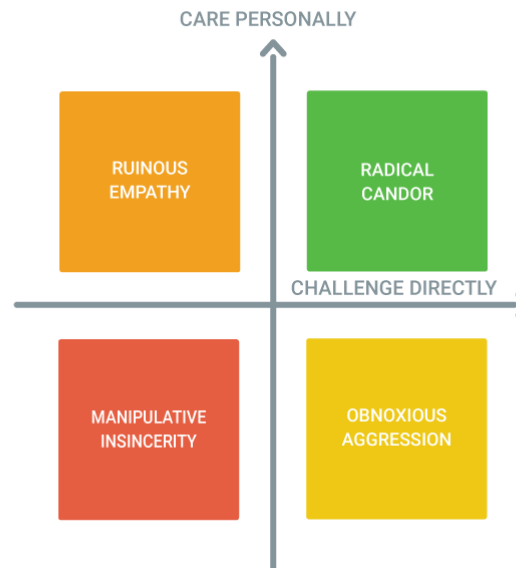 CARE PERSONALLY
RUINOUS
EMPATHY
RADICAL
CANDOR
CHALLENGE DIRECTLY
MANIPULATIVE
INSINCERITY
OBNOXIOUS
AGGRESSION